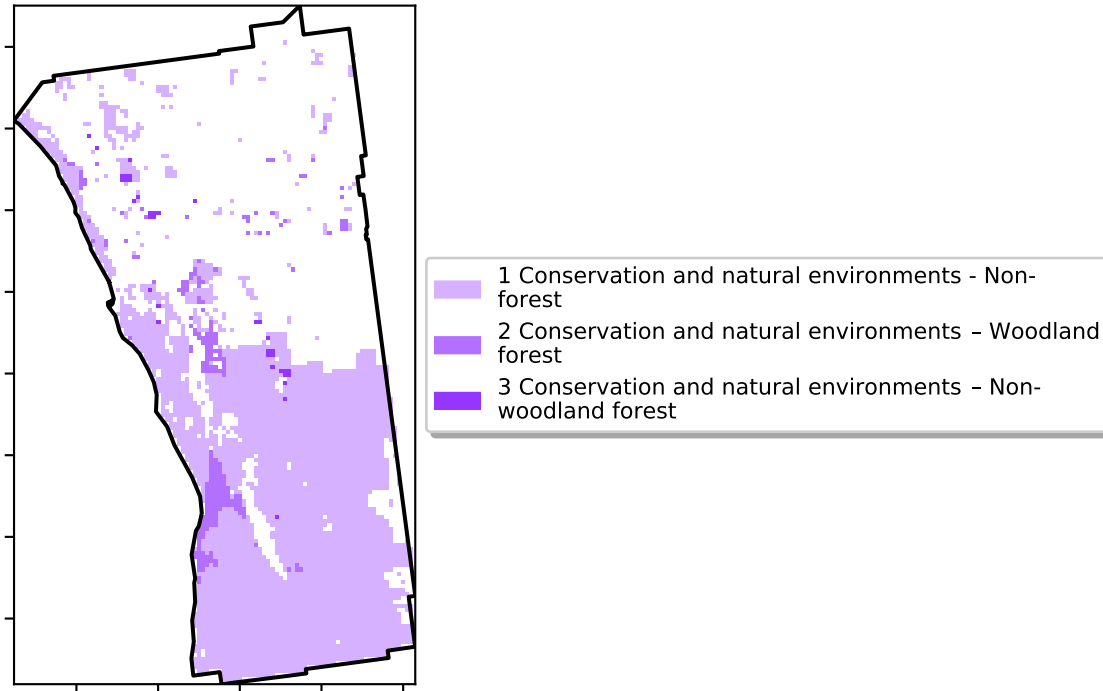 1 Conservation and natural environments - Non-
forest
2 Conservation and natural environments – Woodland
forest
3 Conservation and natural environments – Non-
woodland forest